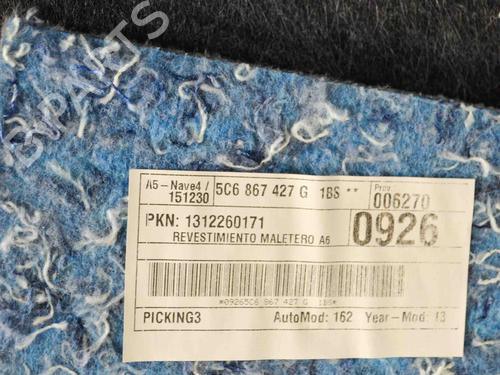 B-PARTS
A5-Nave4 /
151230
5C6 867 427 G 1BS **
Prov.
006270
PKN: 1312260171
0926
REVESTIMIENTO MALETERO A6
*09265C6 867 427 G 1BS*
PICKING3 AutoMod: 162 Year-Mod: 13